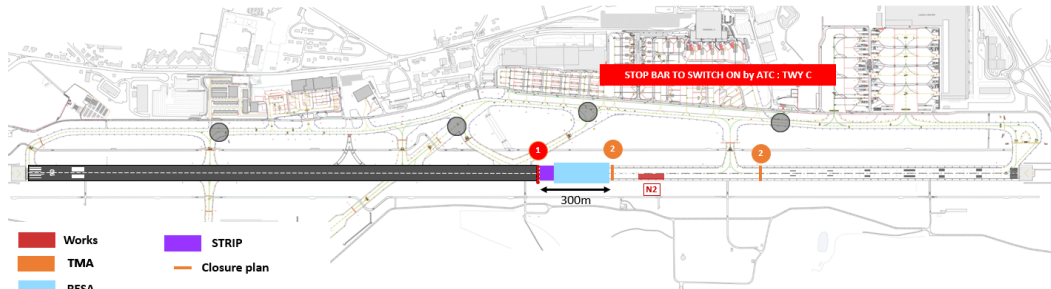 STOP BAR TO SWITCH ON by ATC : TWY C
1
2
2
300m
N2
Works
STRIP
TMA
Closure plan
RESA